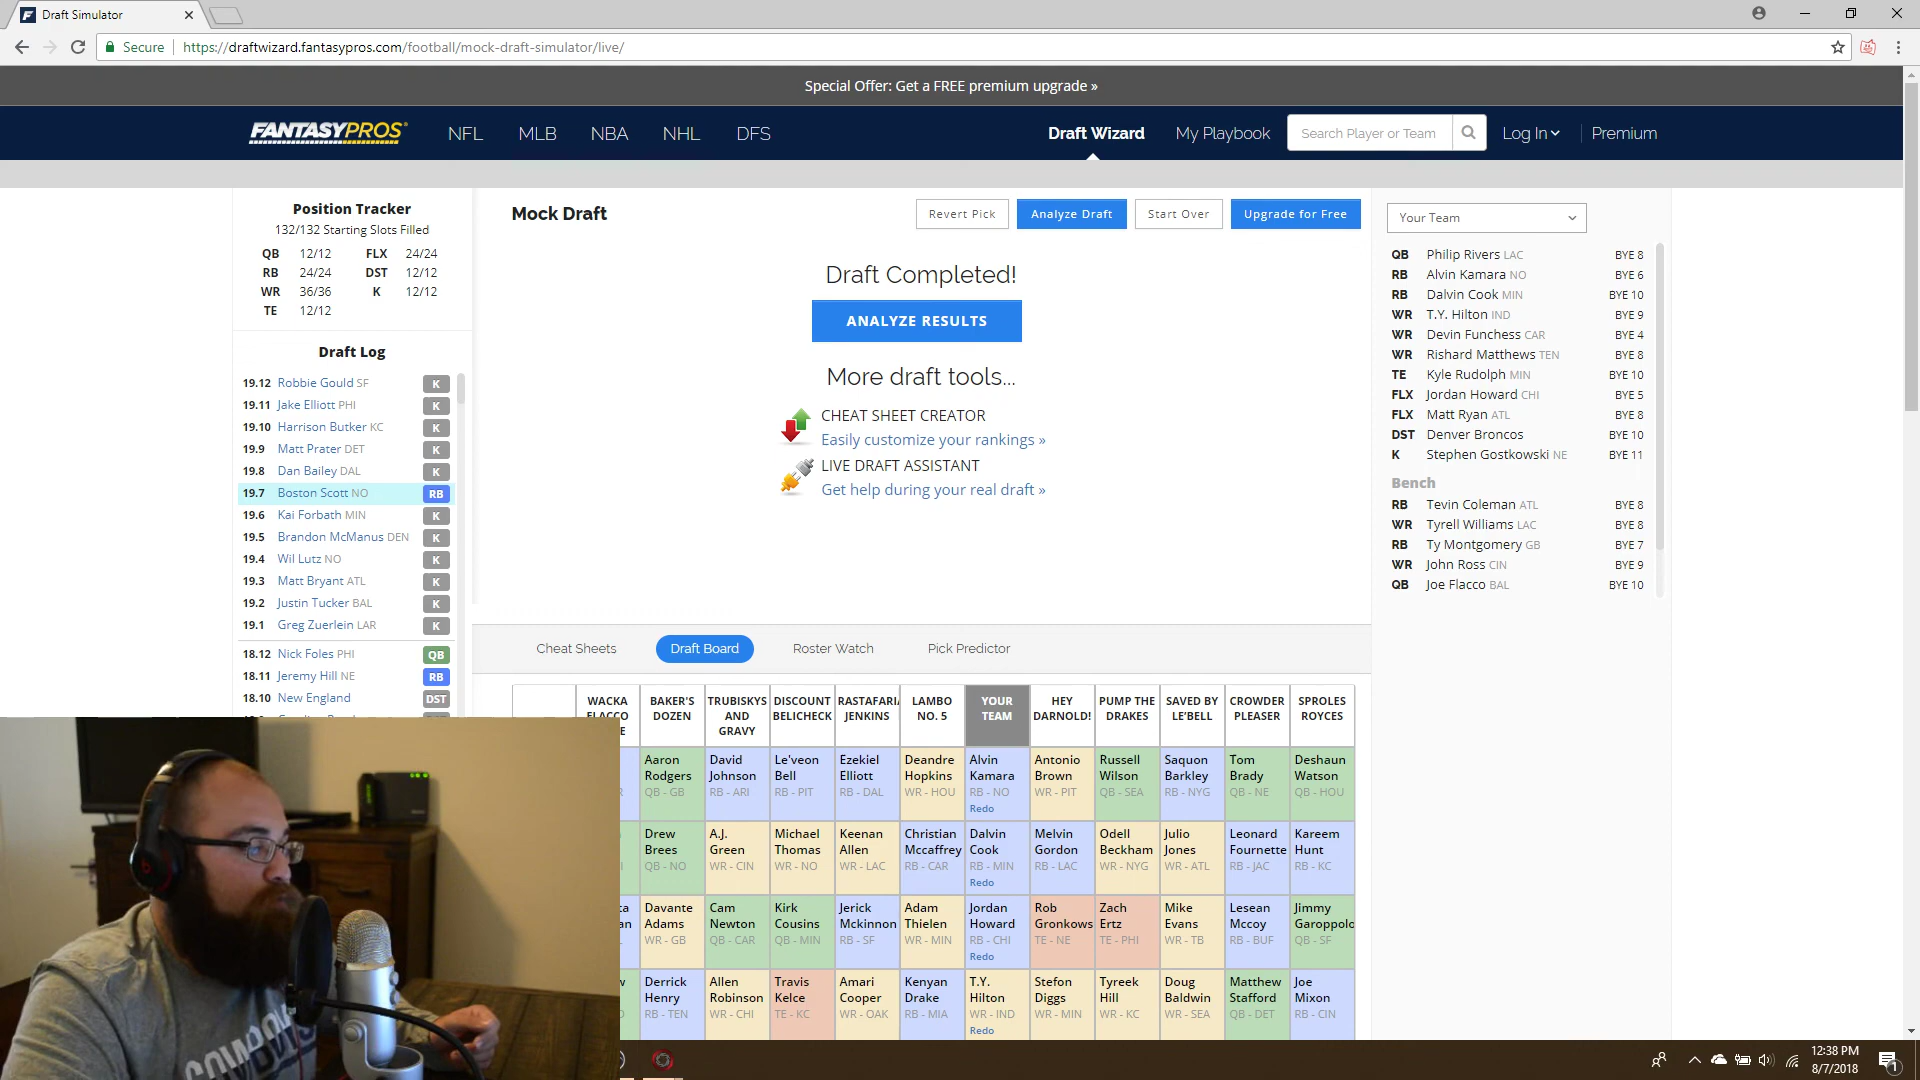 Draft Simulator
Secure https://draftwizard.fantasypros.com/football/mock-draft-simulator/live/
Special Offer: Get a FREE premium upgrade »
FANTASYPROS NFL MLB NBA NHL DFS Draft Wizard My Playbook Search Player or Team Log In Premium
Position Tracker
132/132 Starting Slots Filled
QB 12/12 FLX 24/24
RB 24/24 DST 12/12
WR 36/36 K 12/12
TE 12/12
Draft Log
19.12 Robbie Gould SF K
19.11 Jake Elliott PHI K
19.10 Harrison Butker KC K
19.9 Matt Prater DET K
19.8 Dan Bailey DAL K
19.7 Boston Scott NO RB
19.6 Kai Forbath MIN K
19.5 Brandon McManus DEN K
19.4 Wil Lutz NO K
19.3 Matt Bryant ATL K
19.2 Justin Tucker BAL K
19.1 Greg Zuerlein LAR K
18.12 Nick Foles PHI QB
18.11 Jeremy Hill NE RB
18.10 New England DST
Mock Draft
Revert Pick Analyze Draft Start Over Upgrade for Free
Draft Completed!
ANALYZE RESULTS
More draft tools...
CHEAT SHEET CREATOR
Easily customize your rankings »
LIVE DRAFT ASSISTANT
Get help during your real draft »
Your Team
QB Philip Rivers LAC BYE 8
RB Alvin Kamara NO BYE 6
RB Dalvin Cook MIN BYE 10
WR T.Y. Hilton IND BYE 9
WR Devin Funchess CAR BYE 4
WR Rishard Matthews TEN BYE 8
TE Kyle Rudolph MIN BYE 10
FLX Jordan Howard CHI BYE 5
FLX Matt Ryan ATL BYE 8
DST Denver Broncos BYE 10
K Stephen Gostkowski NE BYE 11
Bench
RB Tevin Coleman ATL BYE 8
WR Tyrell Williams LAC BYE 8
RB Ty Montgomery GB BYE 7
WR John Ross CIN BYE 9
QB Joe Flacco BAL BYE 10
Cheat Sheets Draft Board Roster Watch Pick Predictor
WACKA BAKER'S TRUBISKYS DISCOUNT RASTAFARI LAMBO YOUR HEY PUMP THE SAVED BY CROWDER SPROLES
FLACCO DOZEN AND BELICHECK JENKINS NO. 5 TEAM DARNOLD! DRAKES LE'BELL PLEASER ROYCES
GRAVY
Aaron David Le'veon Ezekiel Deandre Alvin Antonio Russell Saquon Tom Deshaun
Rodgers Johnson Bell Elliott Hopkins Kamara Brown Wilson Barkley Brady Watson
QB - GB RB - ARI RB - PIT RB - DAL WR - HOU RB - NO WR - PIT QB - SEA RB - NYG QB - NE QB - HOU
Redo
Drew A.J. Michael Keenan Christian Dalvin Melvin Odell Julio Leonard Kareem
Brees Green Thomas Allen Mccaffrey Cook Gordon Beckham Jones Fournette Hunt
QB - NO WR - CIN WR - NO WR - LAC RB - CAR RB - MIN RB - LAC WR - NYG WR - ATL RB - JAC RB - KC
Redo
Davante Cam Kirk Jerick Adam Jordan Rob Zach Mike Lesean Jimmy
Adams Newton Cousins Mckinnon Thielen Howard Gronkows Ertz Evans Mccoy Garoppolo
WR - GB QB - CAR QB - MIN RB - SF WR - MIN RB - CHI TE - NE TE - PHI WR - TB RB - BUF QB - SF
Redo
Derrick Allen Travis Amari Kenyan T.Y. Stefon Tyreek Doug Matthew Joe
Henry Robinson Kelce Cooper Drake Hilton Diggs Hill Baldwin Stafford Mixon
RB - TEN WR - CHI TE - KC WR - OAK RB - MIA WR - IND WR - MIN WR - KC WR - SEA QB - DET RB - CIN
Redo
COWBOYS
12:38 PM
8/7/2018
1